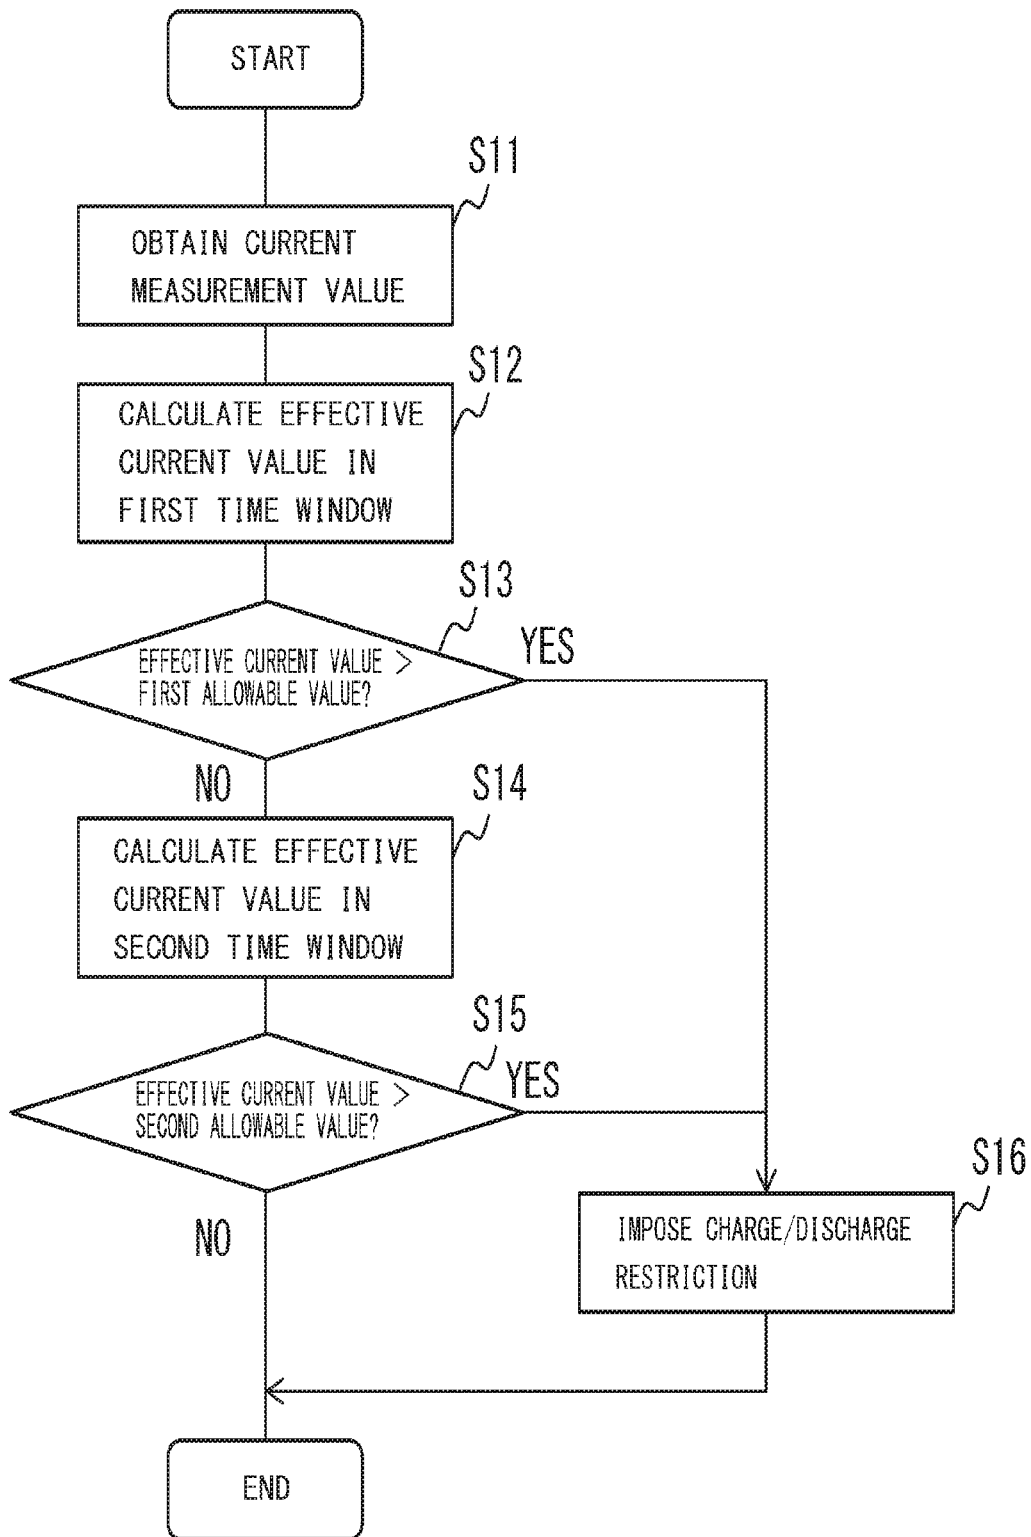 START
S11
OBTAIN CURRENT
MEASUREMENT VALUE
S12
CALCULATE EFFECTIVE
CURRENT VALUE IN
FIRST TIME WINDOW
S13
EFFECTIVE CURRENT VALUE >
FIRST ALLOWABLE VALUE?
YES
NO
S14
CALCULATE EFFECTIVE
CURRENT VALUE IN
SECOND TIME WINDOW
S15
EFFECTIVE CURRENT VALUE >
SECOND ALLOWABLE VALUE?
YES
NO
S16
IMPOSE CHARGE/DISCHARGE
RESTRICTION
END